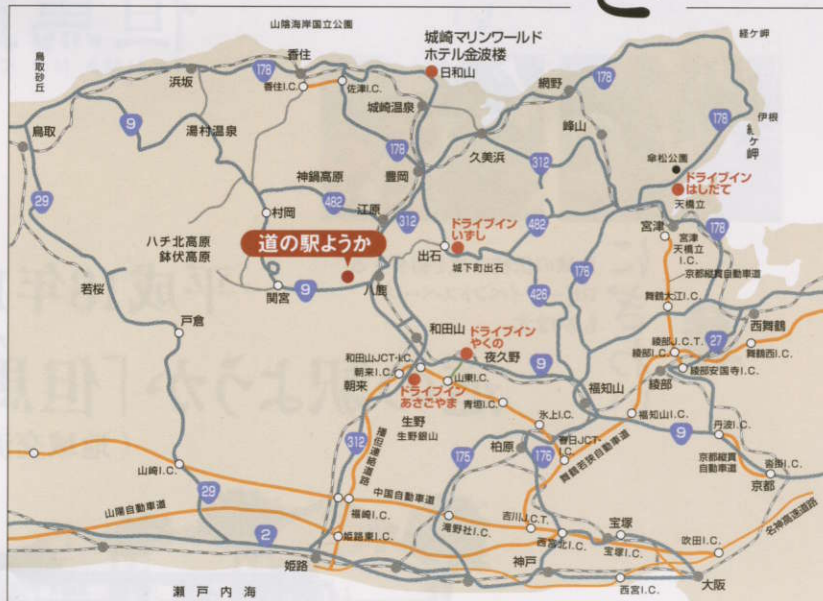 と
山陰海岸国立公園
鳥取砂丘
浜坂
178
香住
香住I.C.
佐津I.C.
城崎マリンワールド
ホテル金波楼
日和山
城崎温泉
網野
178
経ケ岬
鳥取
9
湯村温泉
178
久美浜
312
峰山
178
伊根
経ケ岬
傘松公園
ドライブイン
はしだて
天橋立
29
神鍋高原
482
豊岡
江原
312
村岡
ハチ北高原
鉢伏高原
道の駅ようか
出石
ドライブイン
いずし
城下町出石
482
宮津
宮津
天橋立
I.C.
178
京都縦貫自動車道
若桜
関宮
9
八鹿
426
176
舞鶴大江I.C.
西舞鶴
戸倉
和田山
ドライブイン
やくの
夜久野
9
綾部J.C.T.
綾部I.C.
27
舞鶴西I.C.
綾部安国寺I.C.
綾部
和田山JCT・I.C.
朝来I.C.
朝来
山東I.C.
ドライブイン
あさごやま
青垣I.C.
福知山
福知山I.C.
生野
生野銀山
氷上I.C.
春日JCT・I.C.
丹波I.C.
9
312
播但連絡道路
柏原
175
176
舞鶴若狭自動車道
京都縦貫
自動車道
沓掛I.C.
京都
山崎I.C.
29
中国自動車道
山陽自動車道
福崎I.C.
滝野社I.C.
吉川J.C.T.
宝塚
名神高速道路
2
姫路東I.C.
西宮北I.C.
宝塚I.C.
吹田I.C.
姫路
神戸
西宮I.C.
大阪
瀬戸内海